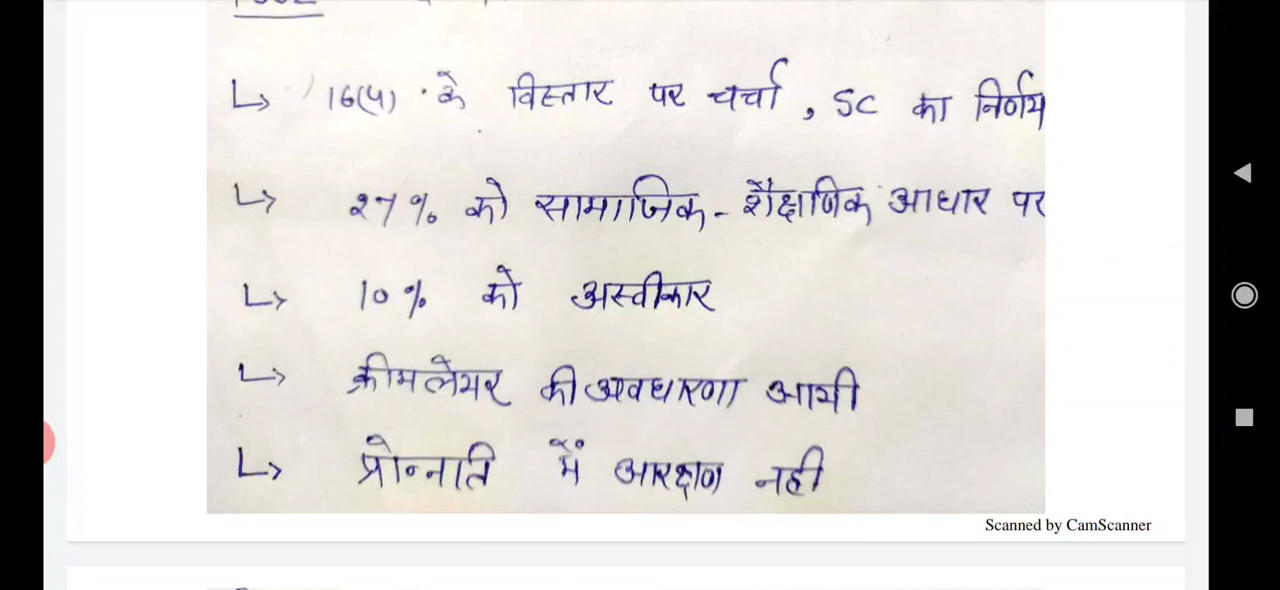 ↳ 16(4) के विस्तार पर चर्चा, SC का निर्णय
↳ 27% को सामाजिक - शैक्षणिक आधार पर
↳ 10% को अस्वीकार
↳ क्रीमलेयर की अवधारणा आयी
↳ प्रोन्नति में आरक्षण नही
Scanned by CamScanner